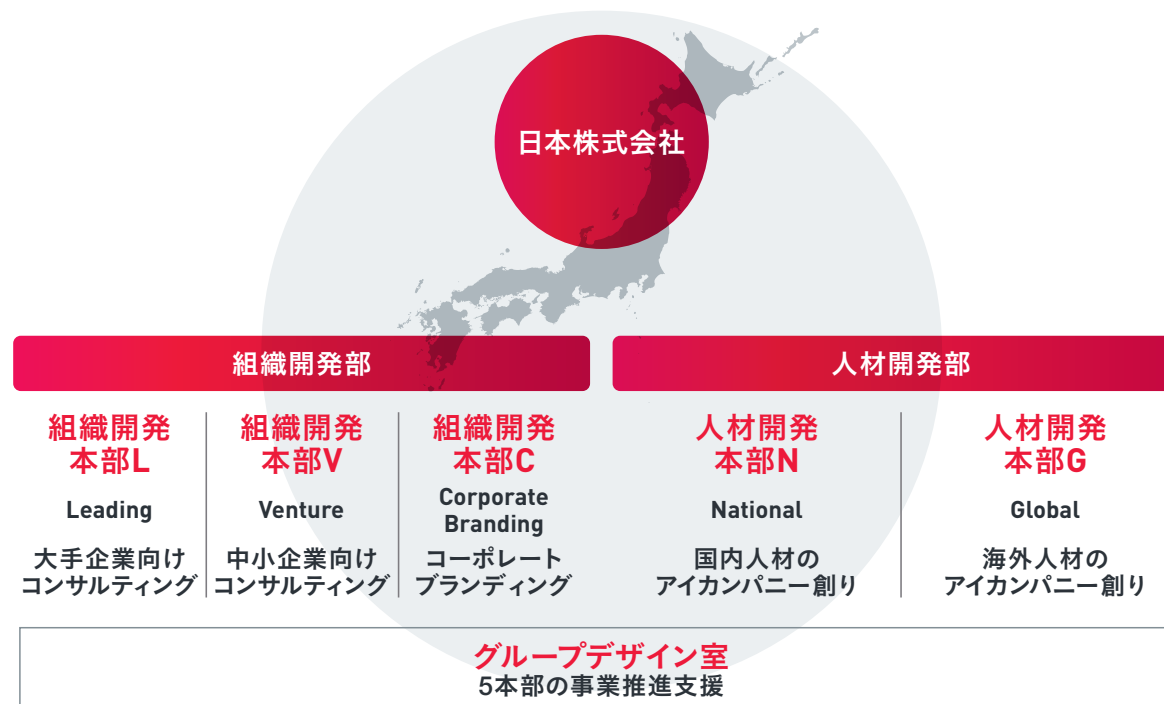 日本株式会社
組織開発部
人材開発部
組織開発
本部L
Leading
大手企業向け
コンサルティング
組織開発
本部V
Venture
中小企業向け
コンサルティング
組織開発
本部C
Corporate
Branding
コーポレート
ブランディング
人材開発
本部N
National
国内人材の
アイカンパニー創り
人材開発
本部G
Global
海外人材の
アイカンパニー創り
グループデザイン室
5本部の事業推進支援